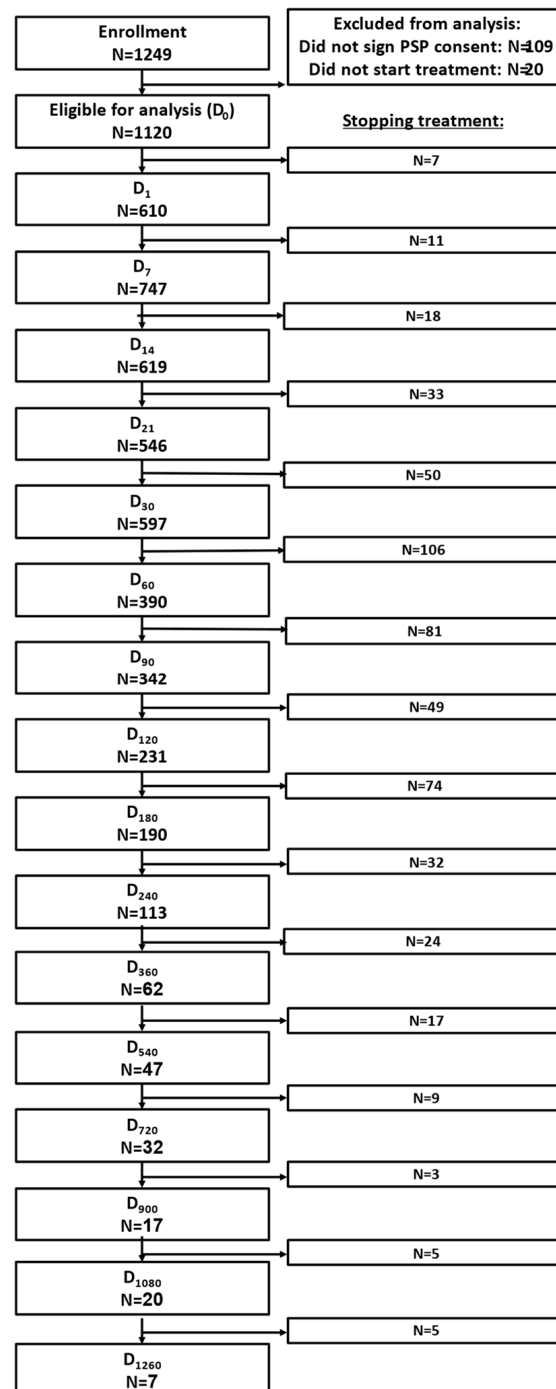 Enrollment
N=1249
Excluded from analysis:
Did not sign PSP consent: N=109
Did not start treatment: N=20
Eligible for analysis (D₀)
N=1120
Stopping treatment:
N=7
D₁
N=610
N=11
D₇
N=747
N=18
D₁₄
N=619
N=33
D₂₁
N=546
N=50
D₃₀
N=597
N=106
D₆₀
N=390
N=81
D₉₀
N=342
N=49
D₁₂₀
N=231
N=74
D₁₈₀
N=190
N=32
D₂₄₀
N=113
N=24
D₃₆₀
N=62
N=17
D₅₄₀
N=47
N=9
D₇₂₀
N=32
N=3
D₉₀₀
N=17
N=5
D₁₀₈₀
N=20
N=5
D₁₂₆₀
N=7